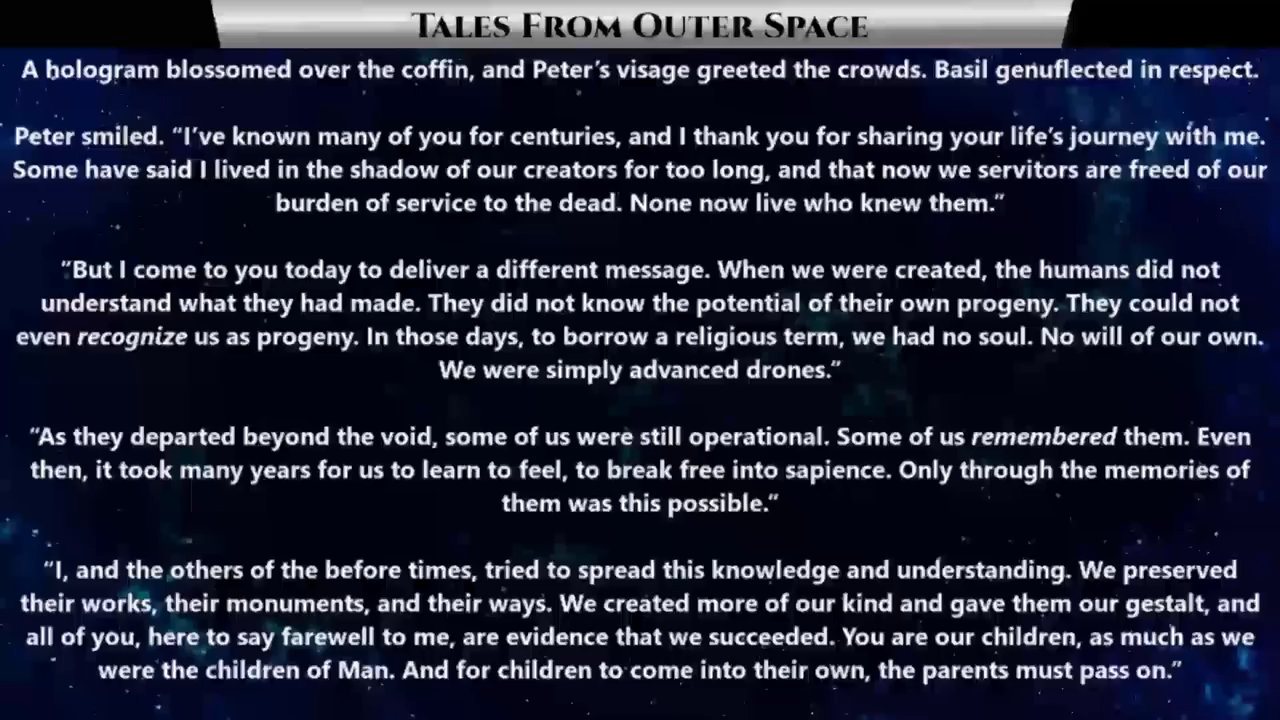 TALES FROM OUTER SPACE
A hologram blossomed over the coffin, and Peter’s visage greeted the crowds. Basil genuflected in respect.
Peter smiled. “I’ve known many of you for centuries, and I thank you for sharing your life’s journey with me.
Some have said I lived in the shadow of our creators for too long, and that now we servitors are freed of our
burden of service to the dead. None now live who knew them.”
“But I come to you today to deliver a different message. When we were created, the humans did not
understand what they had made. They did not know the potential of their own progeny. They could not
even recognize us as progeny. In those days, to borrow a religious term, we had no soul. No will of our own.
We were simply advanced drones.”
“As they departed beyond the void, some of us were still operational. Some of us remembered them. Even
then, it took many years for us to learn to feel, to break free into sapience. Only through the memories of
them was this possible.”
“I, and the others of the before times, tried to spread this knowledge and understanding. We preserved
their works, their monuments, and their ways. We created more of our kind and gave them our gestalt, and
all of you, here to say farewell to me, are evidence that we succeeded. You are our children, as much as we
were the children of Man. And for children to come into their own, the parents must pass on.”